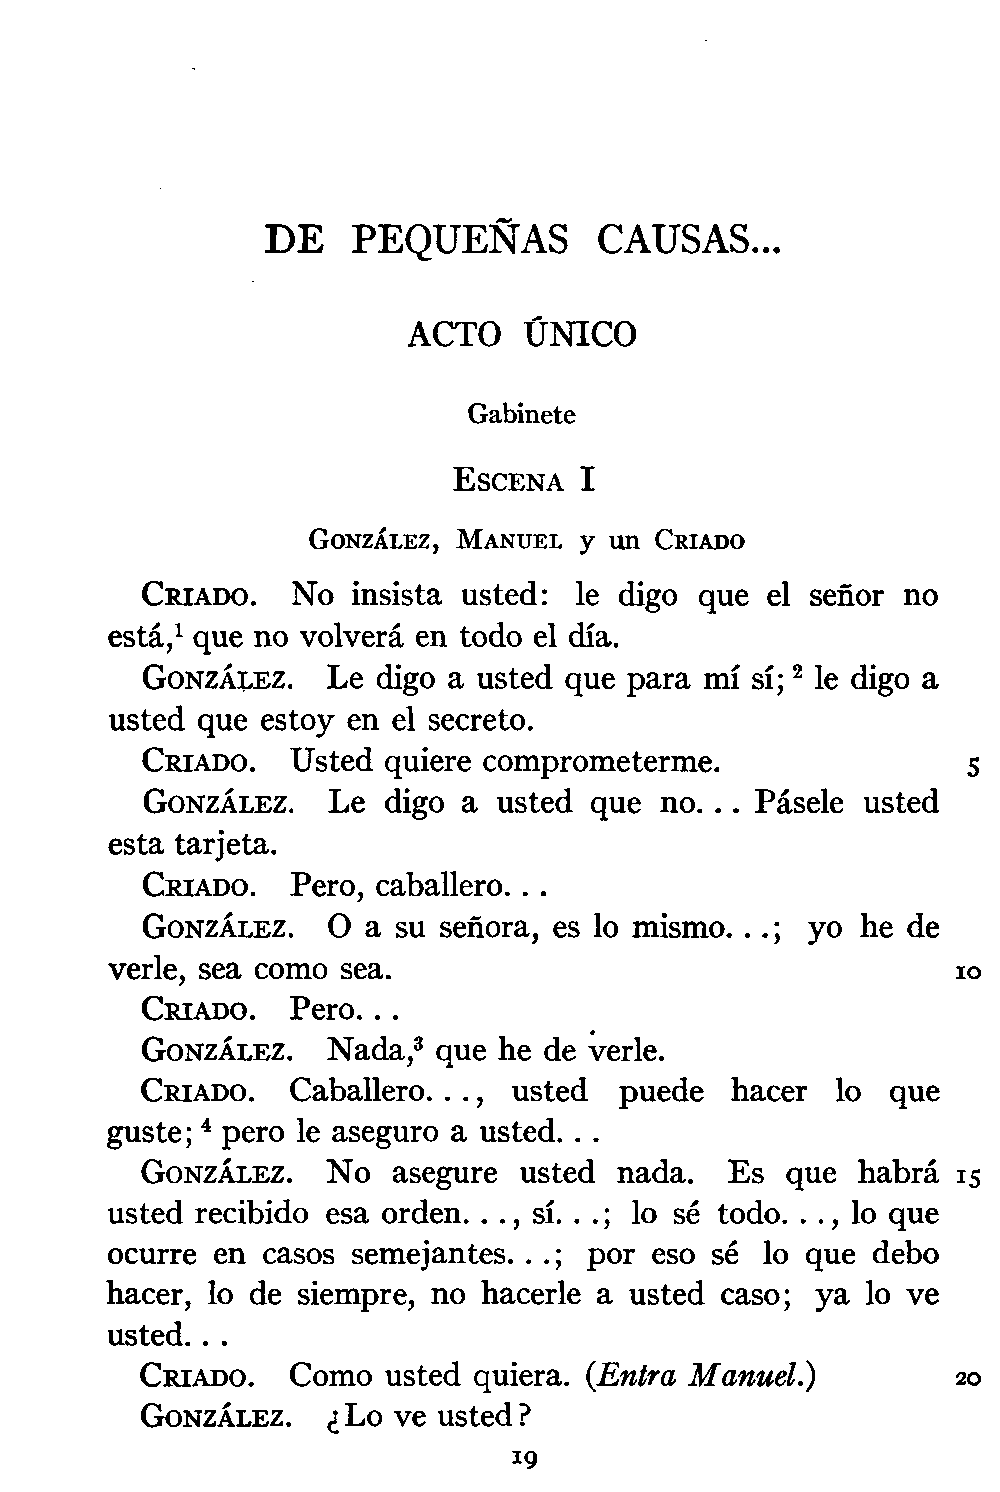 DE PEQUEÑAS CAUSAS...
ACTO ÚNICO
Gabinete
ESCENA I
GONZÁLEZ, MANUEL y un CRIADO
CRIADO. No insista usted: le digo que el señor no
está,¹ que no volverá en todo el día.
GONZÁLEZ. Le digo a usted que para mí sí; ² le digo a
usted que estoy en el secreto.
CRIADO. Usted quiere comprometerme. 5
GONZÁLEZ. Le digo a usted que no. . . Pásele usted
esta tarjeta.
CRIADO. Pero, caballero. . .
GONZÁLEZ. O a su señora, es lo mismo. . .; yo he de
verle, sea como sea. 10
CRIADO. Pero. . .
GONZÁLEZ. Nada,³ que he de verle.
CRIADO. Caballero. . ., usted puede hacer lo que
guste; ⁴ pero le aseguro a usted. . .
GONZÁLEZ. No asegure usted nada. Es que habrá 15
usted recibido esa orden. . ., sí. . .; lo sé todo. . ., lo que
ocurre en casos semejantes. . .; por eso sé lo que debo
hacer, lo de siempre, no hacerle a usted caso; ya lo ve
usted. . .
CRIADO. Como usted quiera. (Entra Manuel.) 20
GONZÁLEZ. ¿Lo ve usted?
19